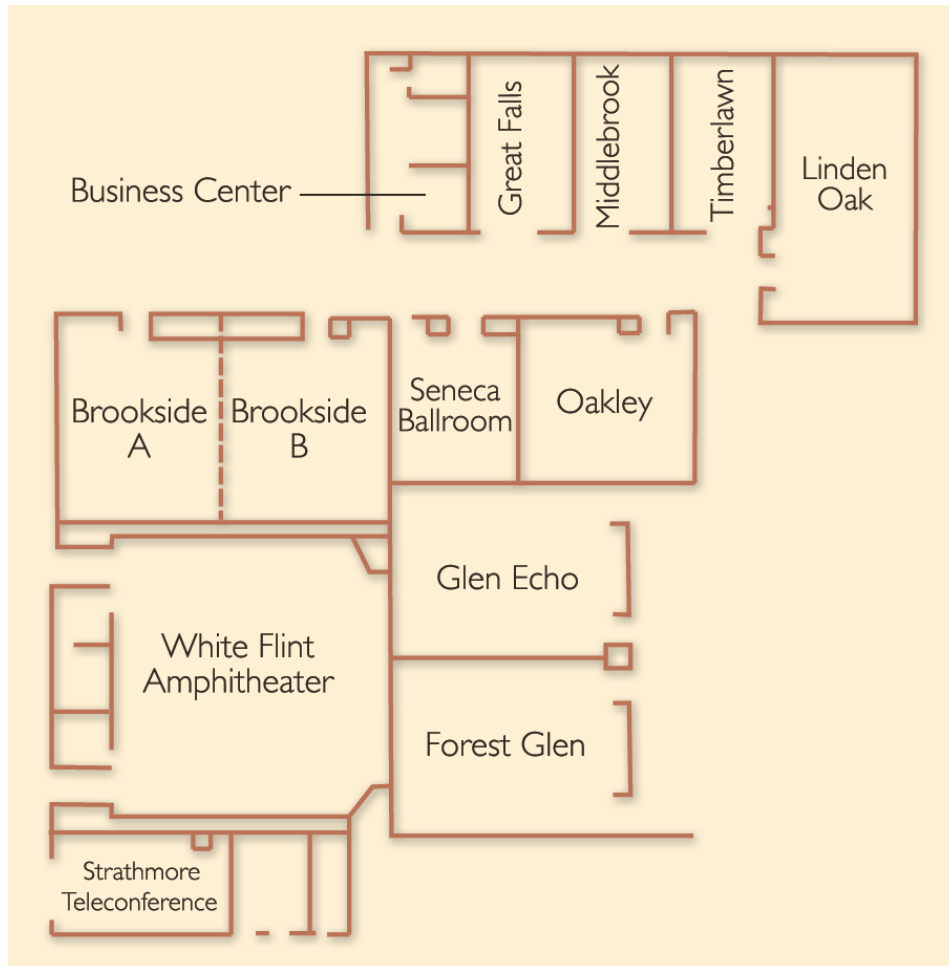 Business Center
Great Falls
Middlebrook
Timberlawn
Linden
Oak
Brookside
A
Brookside
B
Seneca
Ballroom
Oakley
Glen Echo
White Flint
Amphitheater
Forest Glen
Strathmore
Teleconference